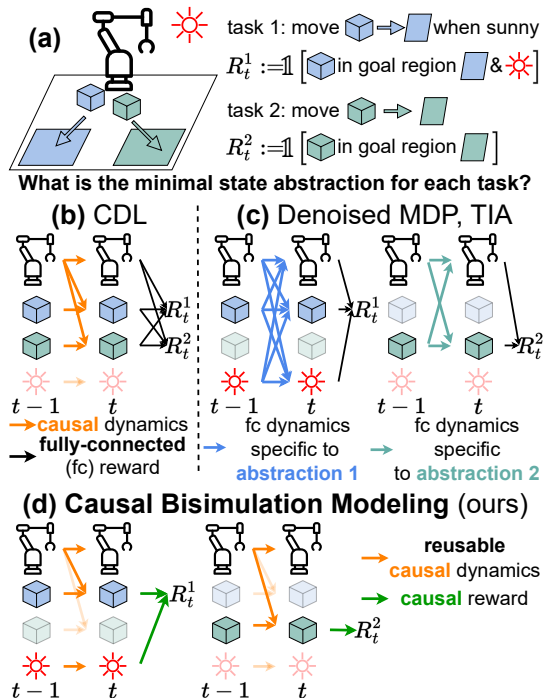 (a)
task 1: move when sunny
R_t^1 := 𝟙 [ in goal region & ]
task 2: move
R_t^2 := 𝟙 [ in goal region ]
What is the minimal state abstraction for each task?
(b) CDL
R_t^1
R_t^2
t − 1 t
causal dynamics
fully-connected
(fc) reward
(c) Denoised MDP, TIA
R_t^1
t − 1 t
fc dynamics
specific to
abstraction 1
R_t^2
t − 1 t
fc dynamics
specific
to abstraction 2
(d) Causal Bisimulation Modeling (ours)
R_t^1
t − 1 t
R_t^2
t − 1 t
reusable
causal dynamics
causal reward